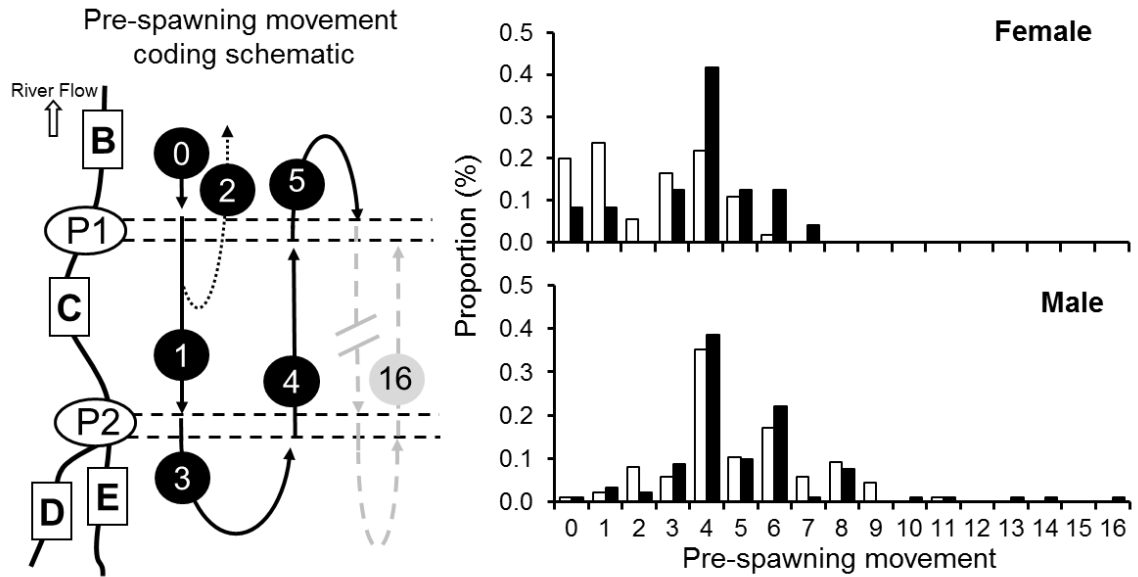 Pre-spawning movement
coding schematic
River Flow
B
P1
C
P2
D
E
0
2
5
1
4
16
3
Proportion (%)
Female
0.5
0.4
0.3
0.2
0.1
0.0
Male
0.5
0.4
0.3
0.2
0.1
0.0
0 1 2 3 4 5 6 7 8 9 10 11 12 13 14 15 16
Pre-spawning movement